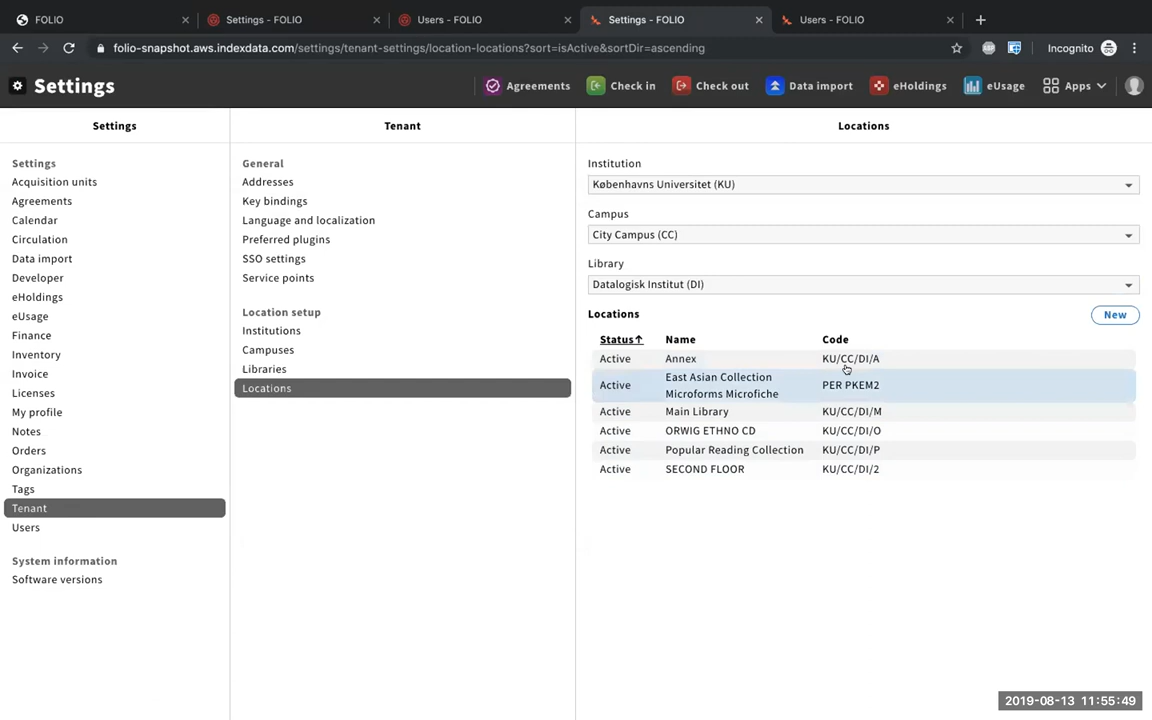 FOLIO
Settings - FOLIO
Users - FOLIO
Settings - FOLIO
Users - FOLIO
folio-snapshot.aws.indexdata.com/settings/tenant-settings/location-locations?sort=isActive&sortDir=ascending
ABP
Incognito
Settings
Agreements
Check in
Check out
Data import
eHoldings
eUsage
Apps
Settings
Settings
Acquisition units
Agreements
Calendar
Circulation
Data import
Developer
eHoldings
eUsage
Finance
Inventory
Invoice
Licenses
My profile
Notes
Orders
Organizations
Tags
Tenant
Users
System information
Software versions
Tenant
General
Addresses
Key bindings
Language and localization
Preferred plugins
SSO settings
Service points
Location setup
Institutions
Campuses
Libraries
Locations
Locations
Institution
Københavns Universitet (KU)
Campus
City Campus (CC)
Library
Datalogisk Institut (DI)
Locations
New
Status↑ Name Code
Active Annex KU/CC/DI/A
Active East Asian Collection Microforms Microfiche PER PKEM2
Active Main Library KU/CC/DI/M
Active ORWIG ETHNO CD KU/CC/DI/O
Active Popular Reading Collection KU/CC/DI/P
Active SECOND FLOOR KU/CC/DI/2
2019-08-13 11:55:49